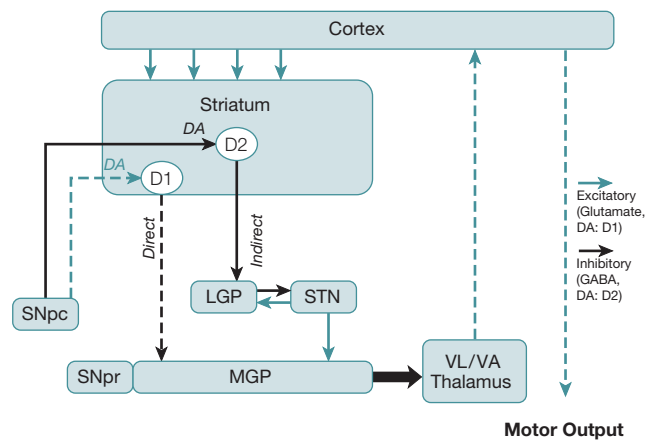 Cortex
Striatum
DA
D2
DA
D1
Direct
Indirect
Excitatory
(Glutamate,
DA: D1)
Inhibitory
(GABA,
DA: D2)
SNpc
LGP
STN
SNpr
MGP
VL/VA
Thalamus
Motor Output